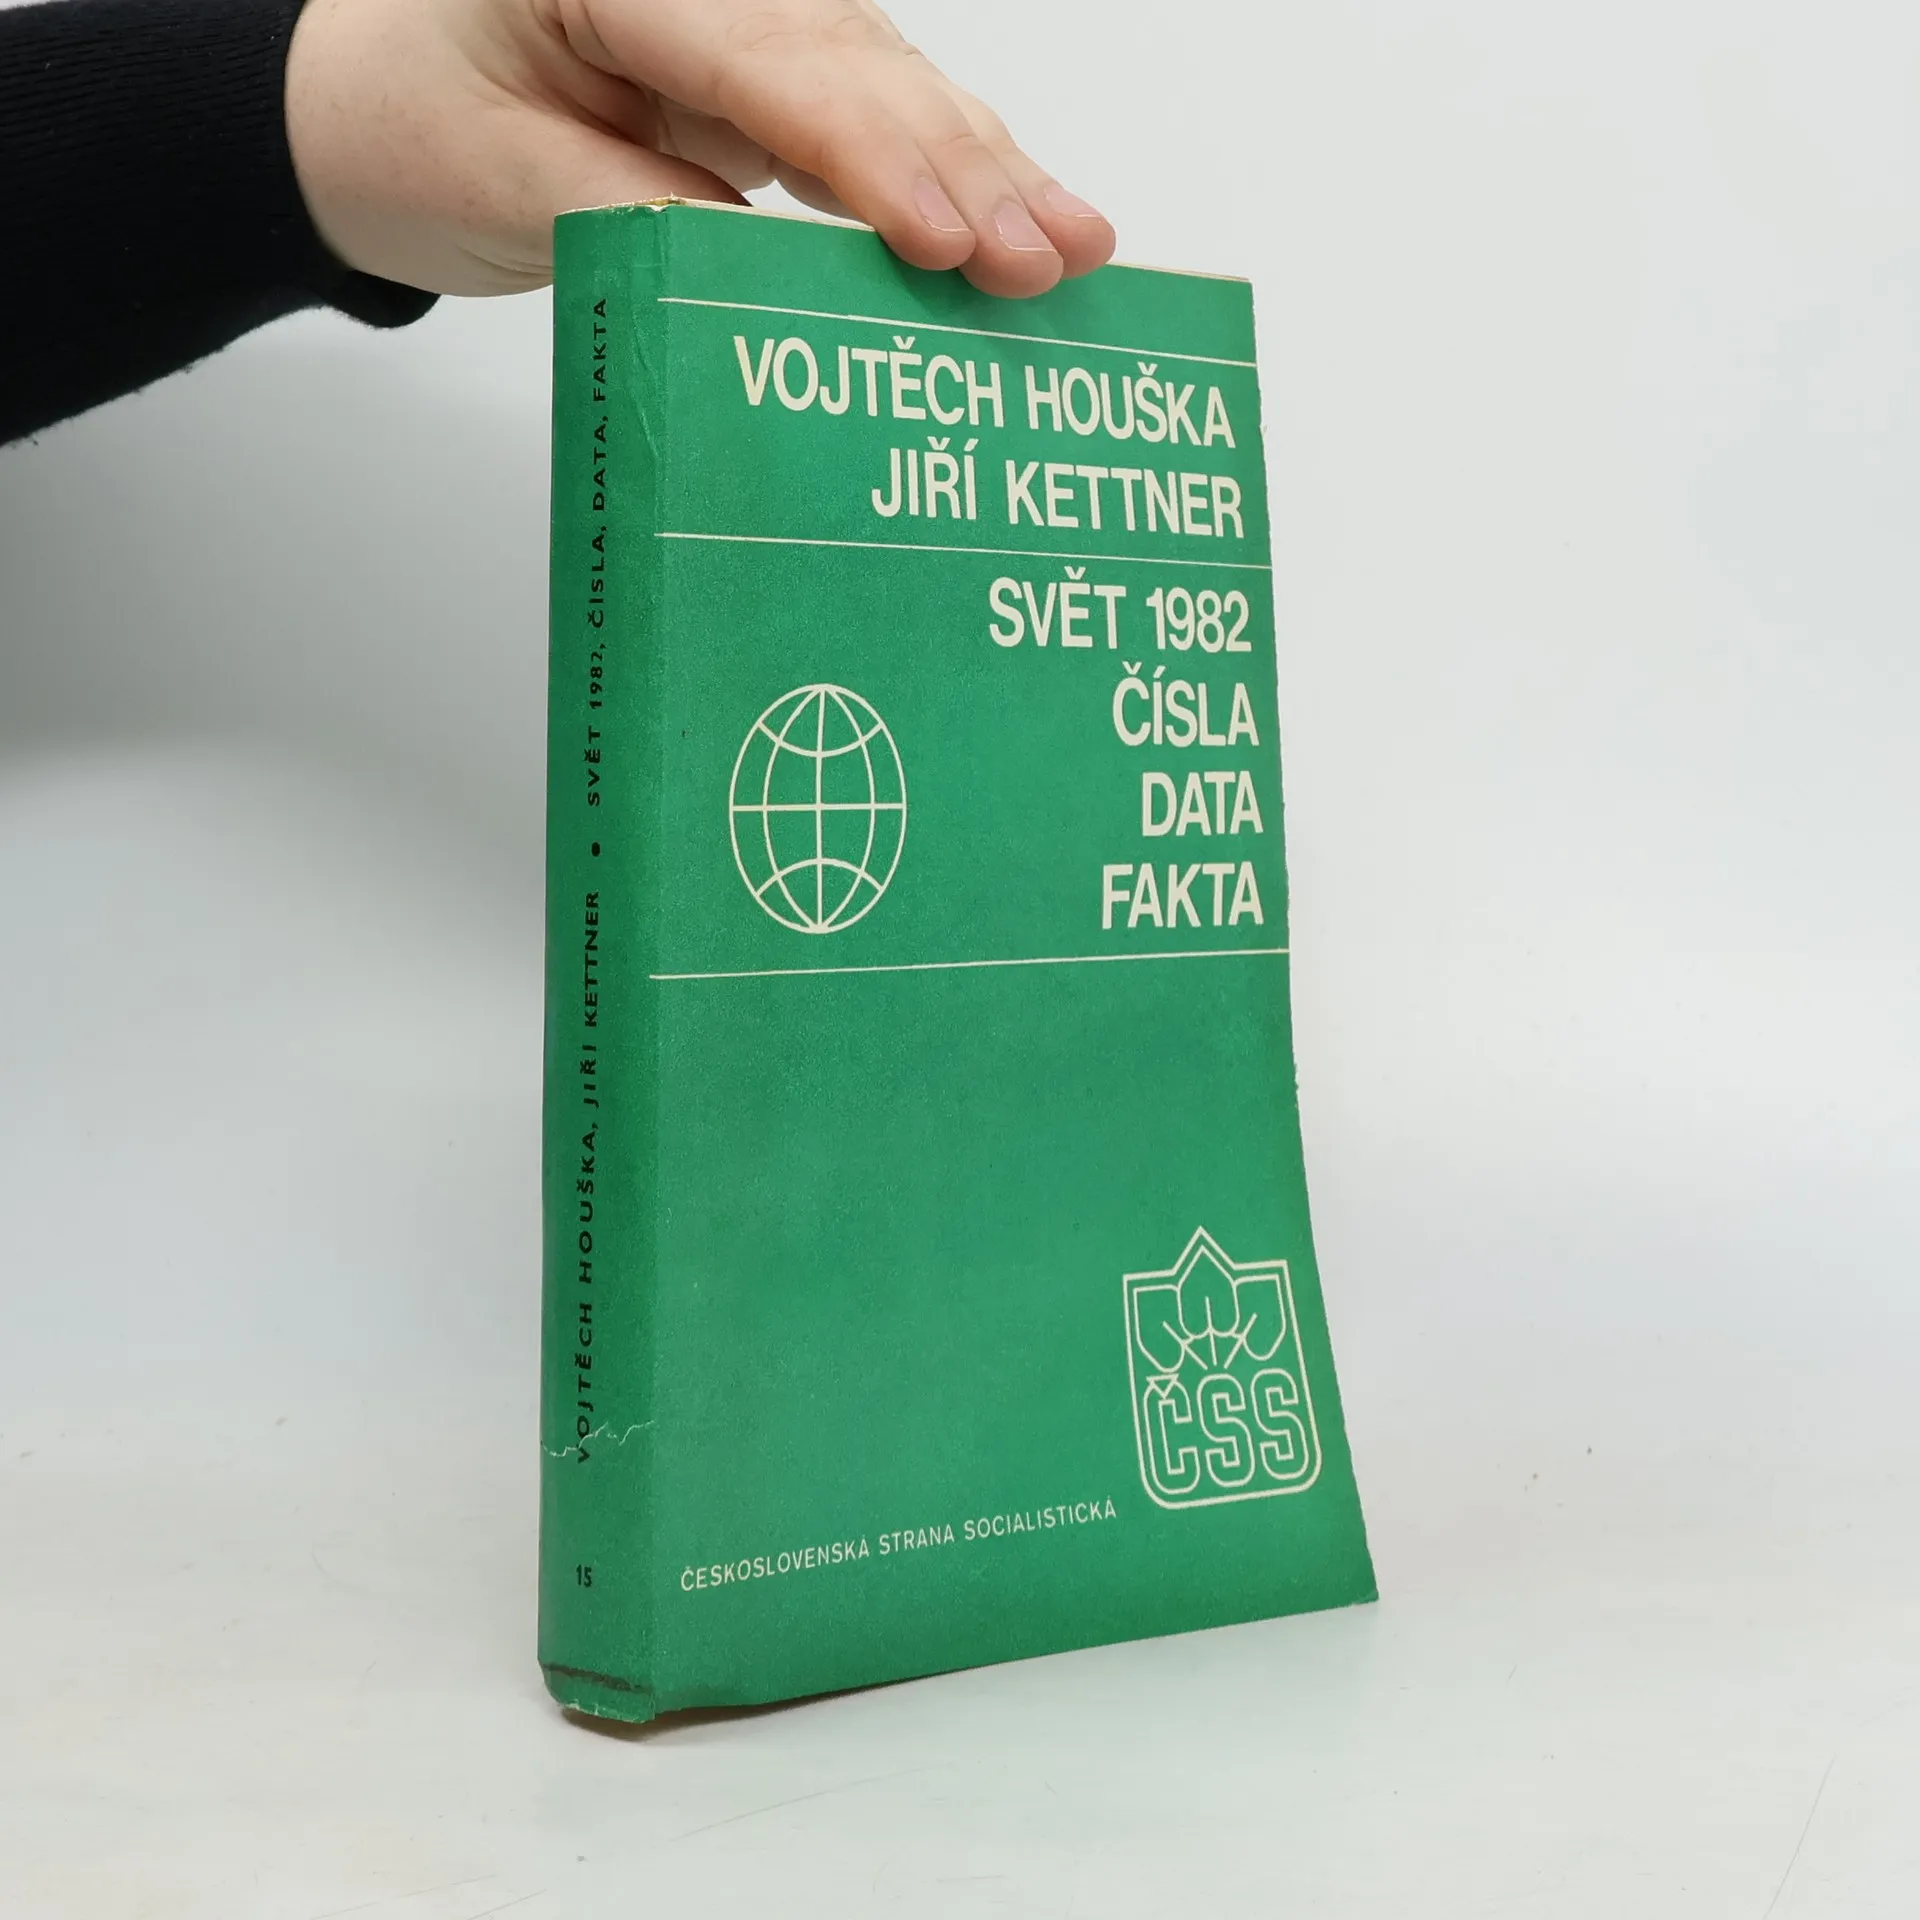 VOJTĚCH HOUŠKA
JIŘÍ KETTNER
SVĚT 1982
ČÍSLA
DATA
FAKTA
ČSS
ČESKOSLOVENSKÁ STRANA SOCIALISTICKÁ
VOJTĚCH HOUŠKA, JIŘÍ KETTNER • SVĚT 1982, ČÍSLA, DATA, FAKTA
15